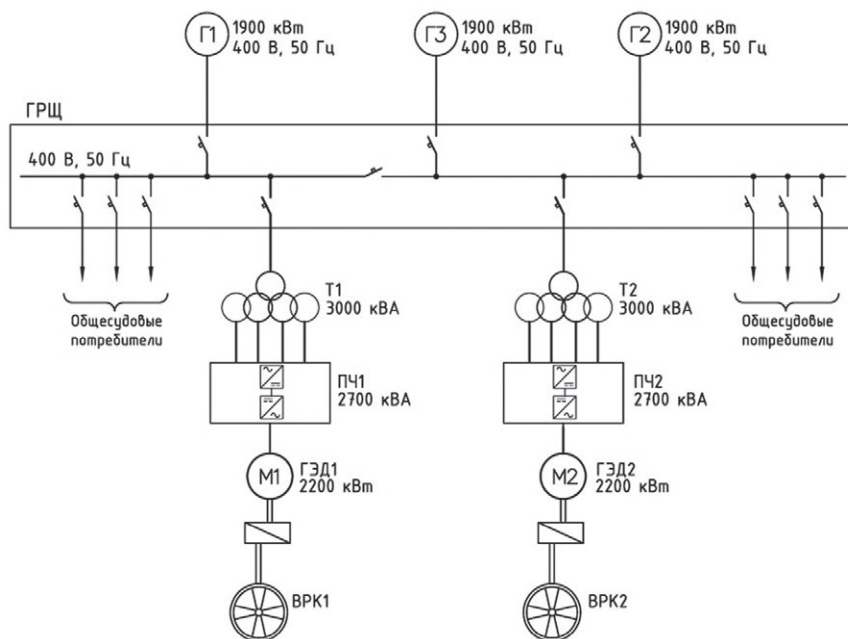 Г1
1900 кВт
400 В, 50 Гц
Г3
1900 кВт
400 В, 50 Гц
Г2
1900 кВт
400 В, 50 Гц
ГРЩ
400 В, 50 Гц
Общесудовые
потребители
Т1
3000 кВА
Т2
3000 кВА
Общесудовые
потребители
ПЧ1
2700 кВА
ПЧ2
2700 кВА
М1
ГЭД1
2200 кВт
М2
ГЭД2
2200 кВт
ВРК1
ВРК2